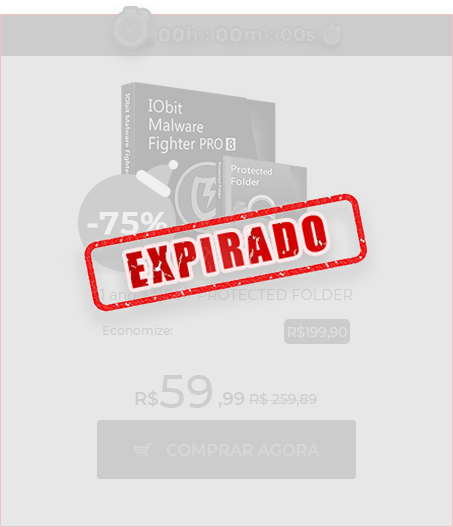 00h : 00m : 00s
IObit
Malware
Fighter PRO 8
IObit Malware Fighter
Protected
Folder
-75%
EXPIRADO
PROTECTED FOLDER
Economize:
R$199,90
R$59,99 R$ 259,89
COMPRAR AGORA